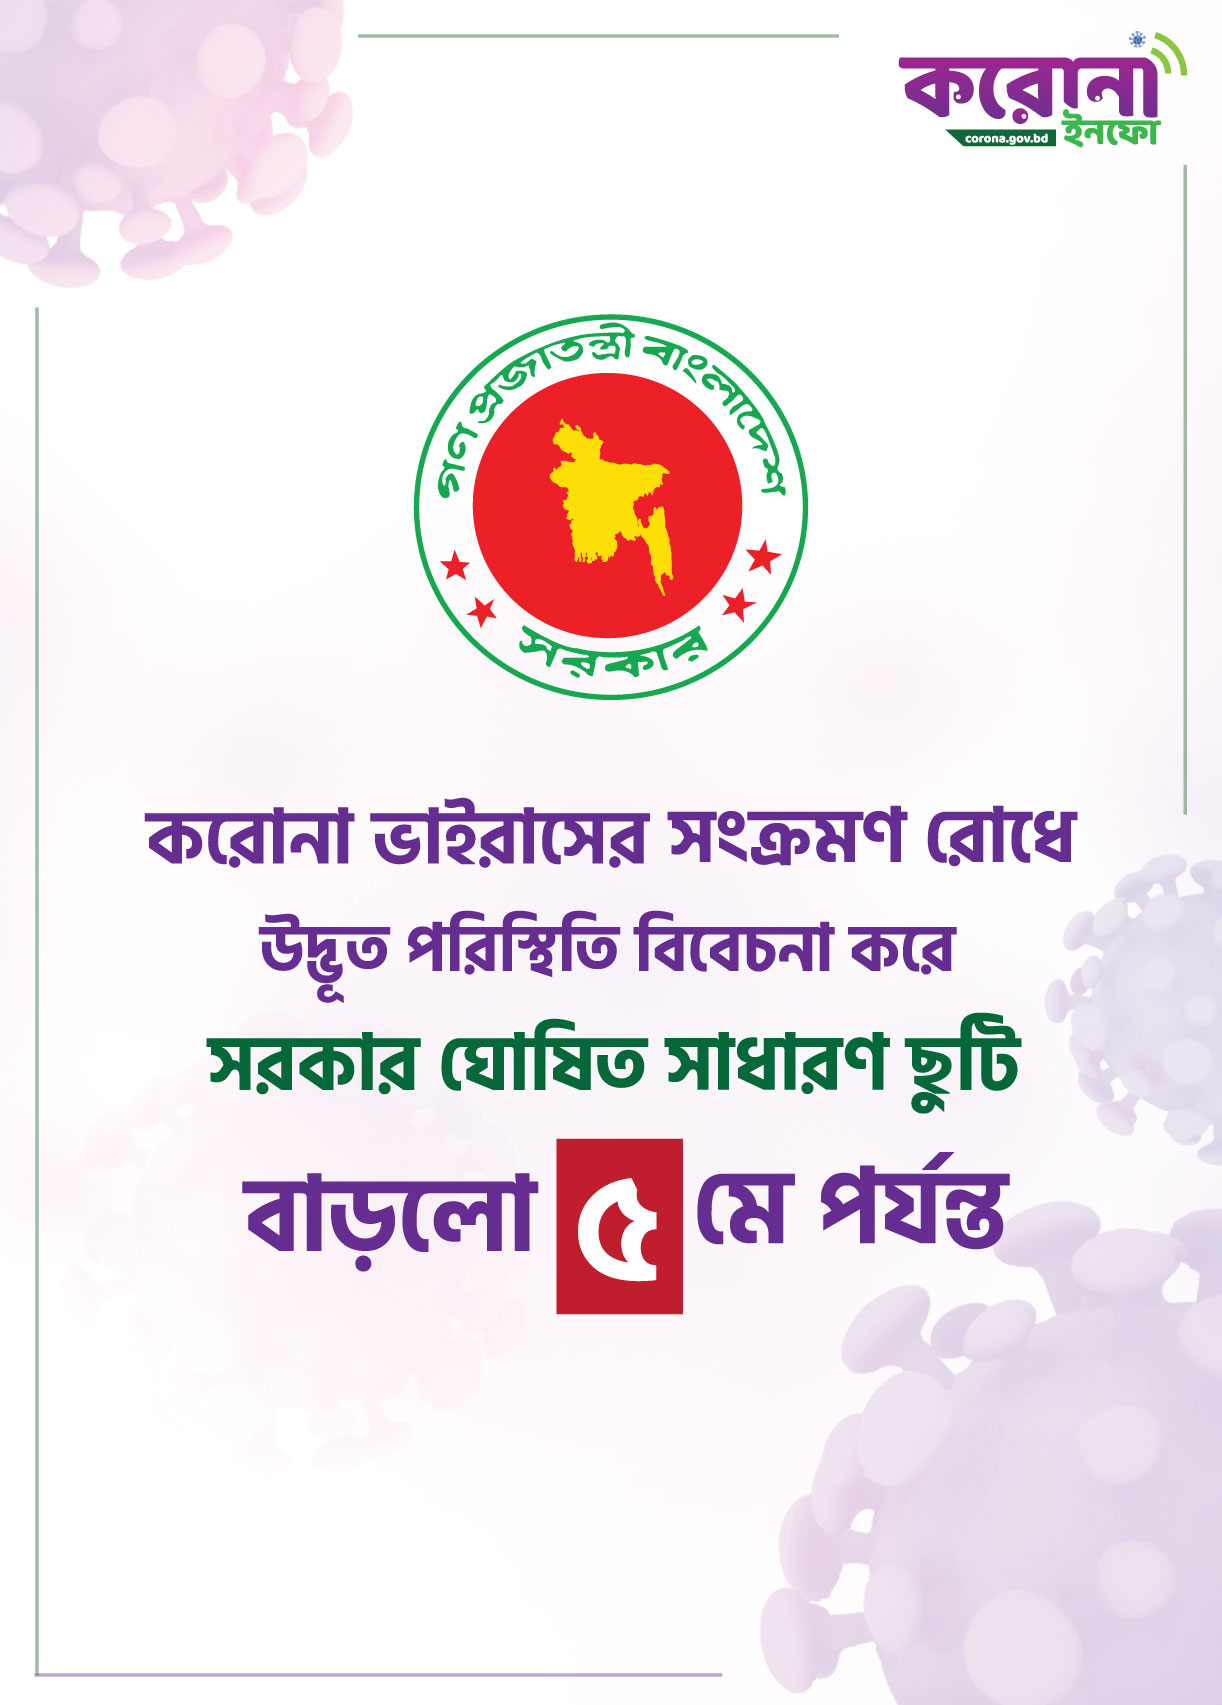 করোনা
corona.gov.bd ইনফো
গণ প্রজাতন্ত্রী বাংলাদেশ
সরকার
করোনা ভাইরাসের সংক্রমণ রোধে
উদ্ভূত পরিস্থিতি বিবেচনা করে
সরকার ঘোষিত সাধারণ ছুটি
বাড়লো ৫ মে পর্যন্ত